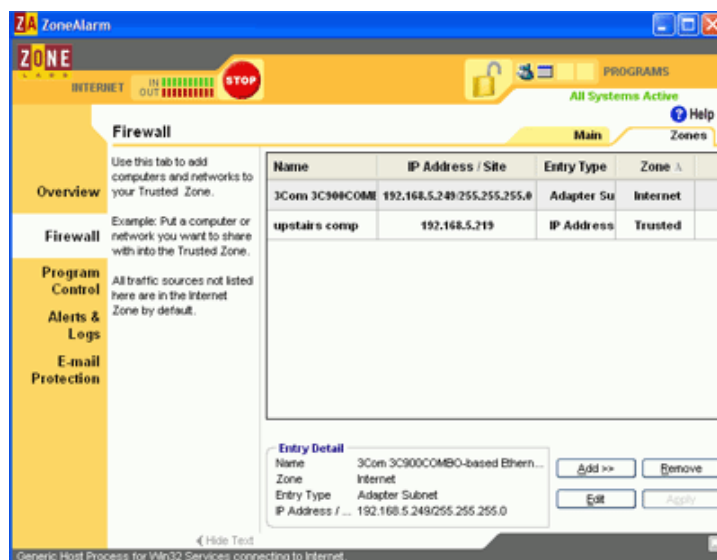 ZA ZoneAlarm
ZONE
LABS
INTERNET
IN
OUT
STOP
PROGRAMS
All Systems Active
? Help
Firewall
Main
Zones
Overview
Firewall
Program
Control
Alerts &
Logs
E-mail
Protection
Use this tab to add
computers and networks to
your Trusted Zone.
Example: Put a computer or
network you want to share
with into the Trusted Zone.
All traffic sources not listed
here are in the Internet
Zone by default.
Name IP Address / Site Entry Type Zone
3Com 3C900COMB 192.168.5.249/255.255.255.0 Adapter Su Internet
upstairs comp 192.168.5.219 IP Address Trusted
Entry Detail
Name 3Com 3C900COMBO-based Ethern...
Zone Internet
Entry Type Adapter Subnet
IP Address / ... 192.168.5.249/255.255.255.0
Add >>
Remove
Edit
Apply
Hide Text
Generic Host Process for Win32 Services connecting to Internet.